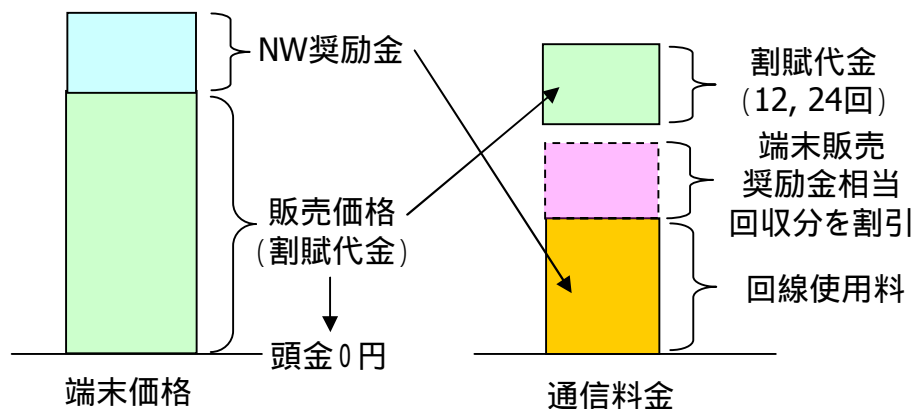 NW奨励金
販売価格
(割賦代金)
頭金0円
端末価格
割賦代金
(12, 24回)
端末販売
奨励金相当
回収分を割引
回線使用料
通信料金